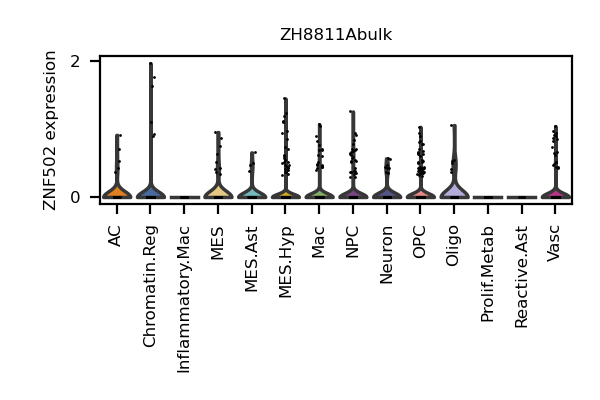 ZH8811Abulk
ZNF502 expression
2
0
AC
Chromatin.Reg
Inflammatory.Mac
MES
MES.Ast
MES.Hyp
Mac
NPC
Neuron
OPC
Oligo
Prolif.Metab
Reactive.Ast
Vasc